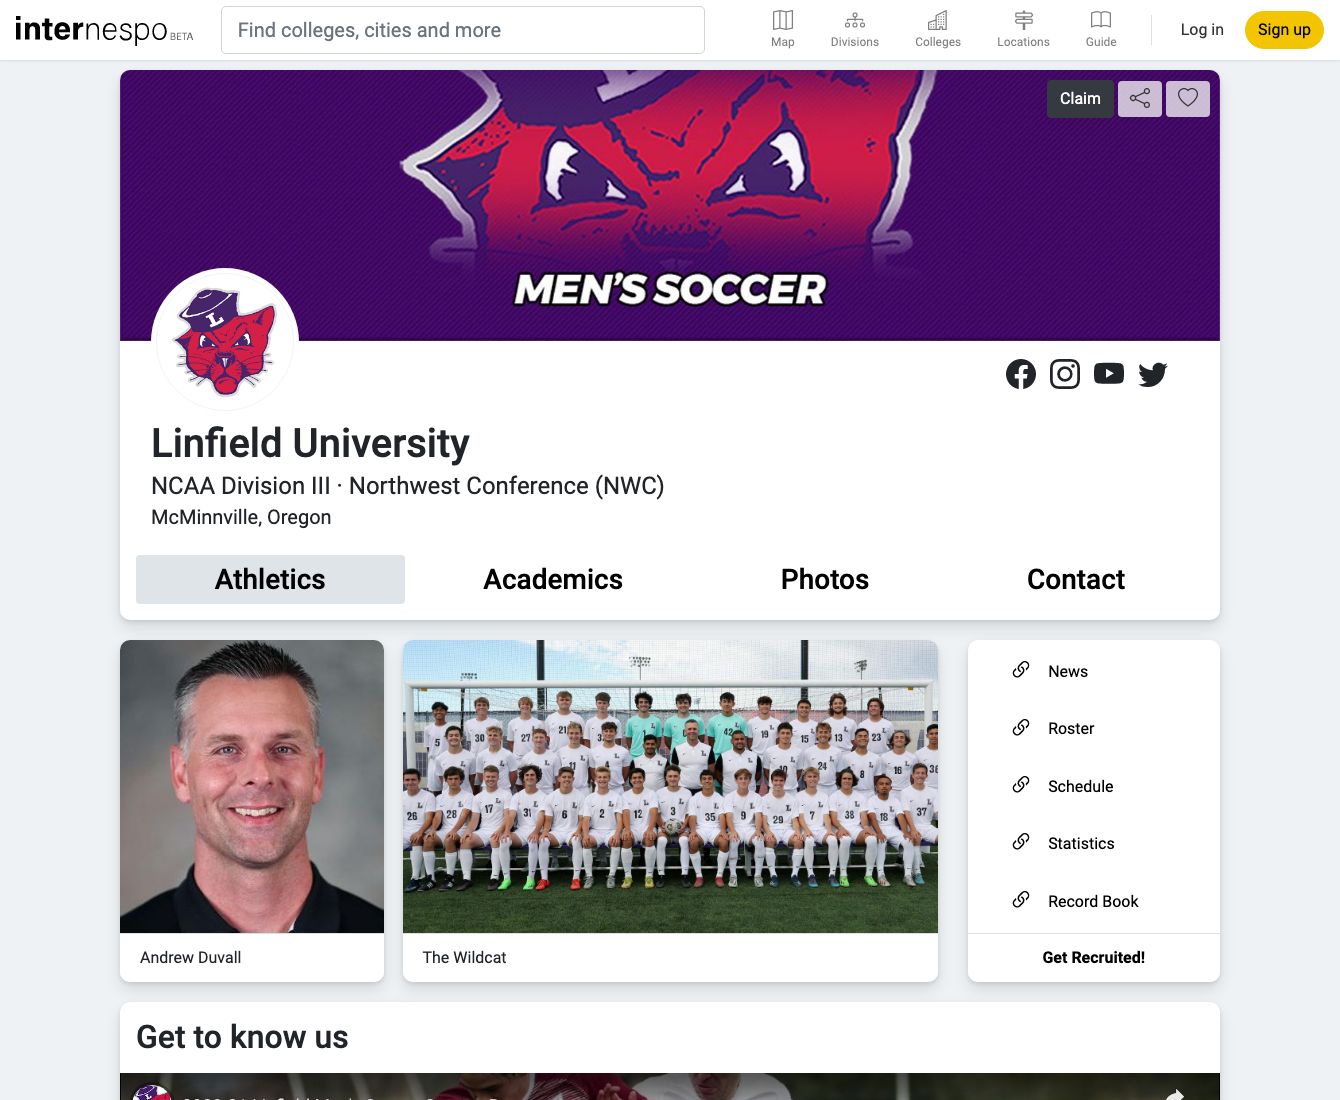 internespo BETA
Find colleges, cities and more
Map
Divisions
Colleges
Locations
Guide
Log in
Sign up
Claim
MEN'S SOCCER
L
Linfield University
NCAA Division III · Northwest Conference (NWC)
McMinnville, Oregon
Athletics
Academics
Photos
Contact
Andrew Duvall
The Wildcat
News
Roster
Schedule
Statistics
Record Book
Get Recruited!
Get to know us